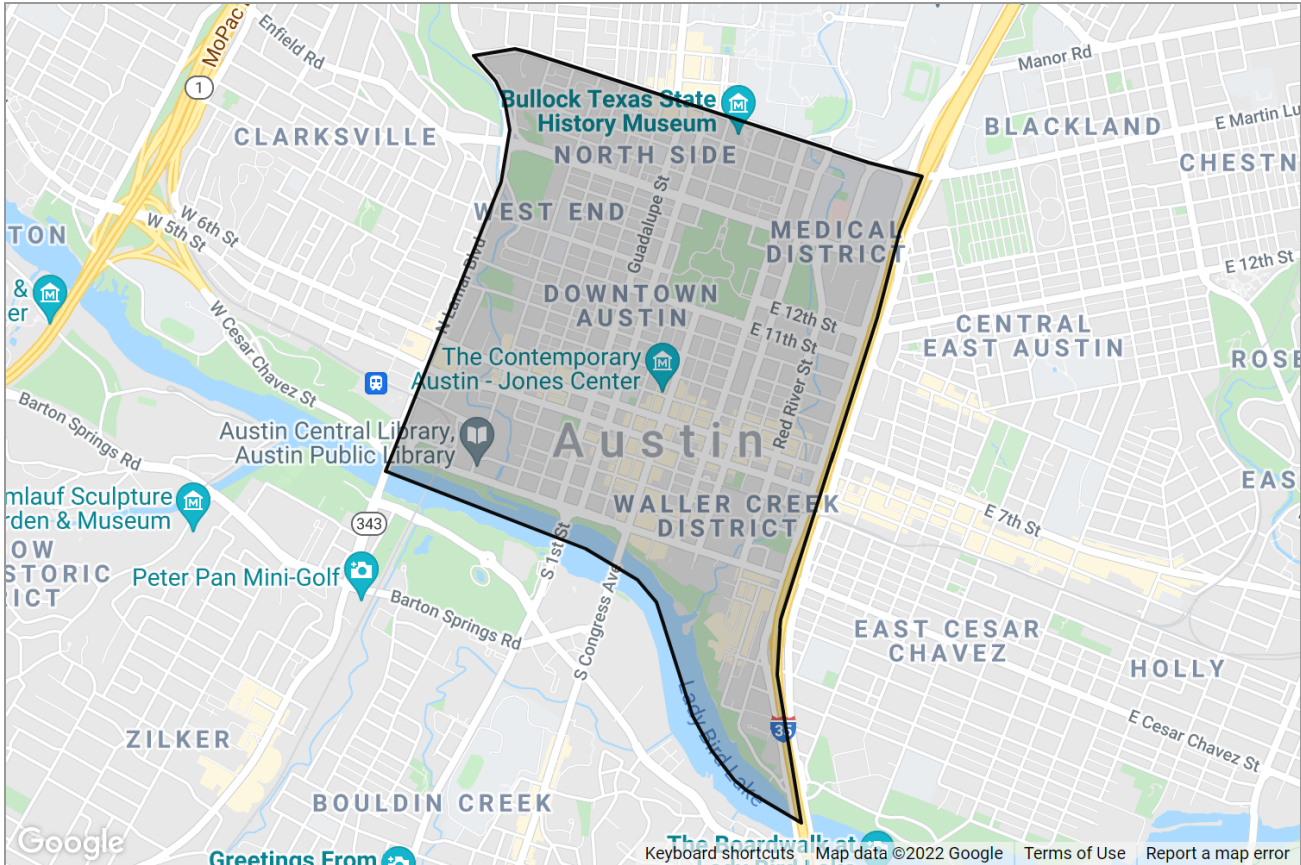 MoPac
Enfield Rd
1
CLARKSVILLE
W 6th St
W 5th St
TON
&
er
W Cesar Chavez St
N Lamar Blvd
Bullock Texas State
History Museum
NORTH SIDE
WEST END
Guadalupe St
MEDICAL
DISTRICT
Manor Rd
BLACKLAND
E Martin Lu
CHESTN
E 12th St
DOWNTOWN
AUSTIN
E 12th St
E 11th St
CENTRAL
EAST AUSTIN
ROSE
The Contemporary
Austin - Jones Center
Red River St
Barton Springs Rd
Austin Central Library,
Austin Public Library
Austin
mlauf Sculpture
rden & Museum
343
WALLER CREEK
DISTRICT
E 7th St
EAS
OW
STORIC
ICT
Peter Pan Mini-Golf
S 1st St
Barton Springs Rd
S Congress Ave
EAST CESAR
CHAVEZ
HOLLY
Lady Bird Lake
35
E Cesar Chavez St
ZILKER
BOULDIN CREEK
Google
Greetings From
The Boardwalk at
Keyboard shortcuts Map data ©2022 Google Terms of Use Report a map error